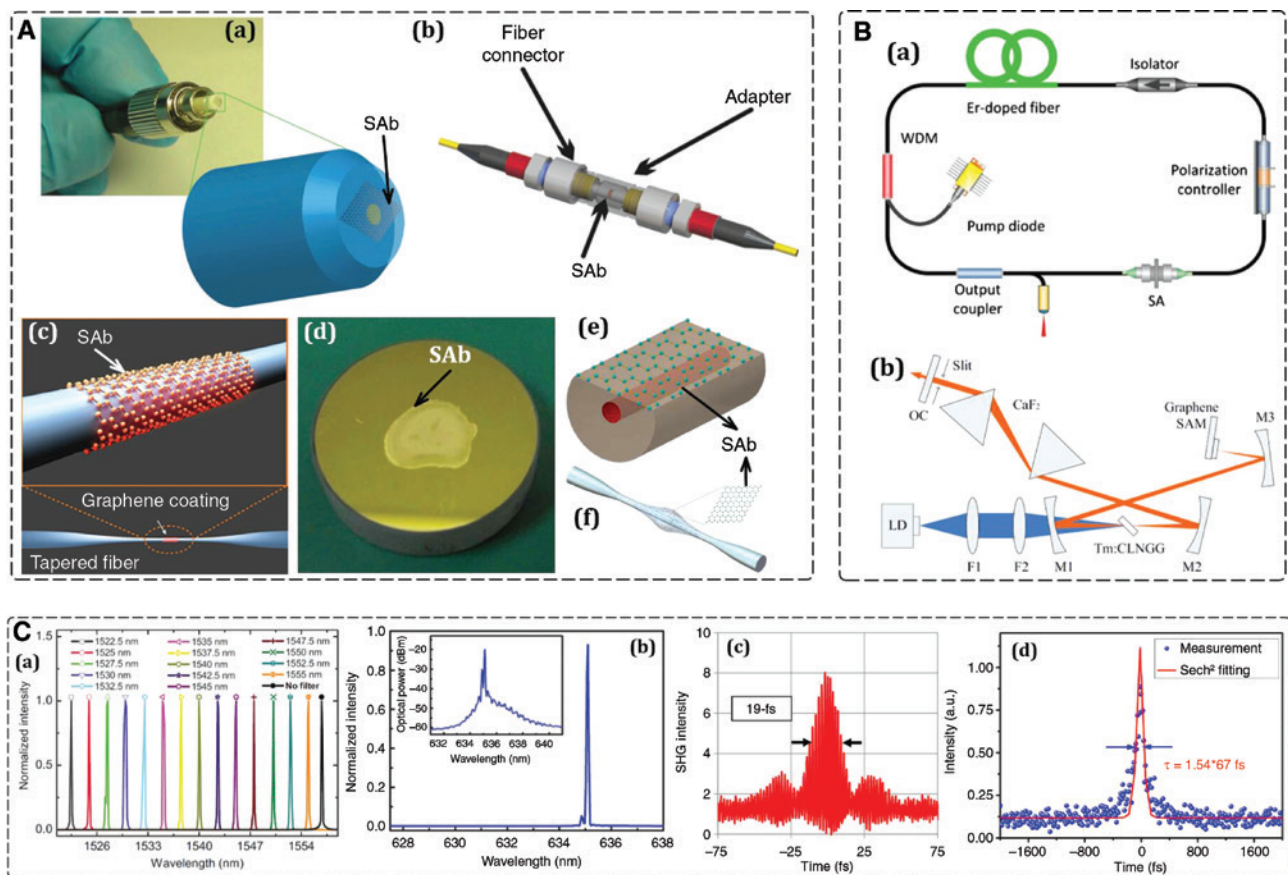 A
(a)
SAb
(b)
Fiber
connector
Adapter
SAb
(c)
SAb
Graphene coating
Tapered fiber
(d)
SAb
(e)
SAb
(f)
B
(a)
Er-doped fiber
Isolator
WDM
Pump diode
Polarization
controller
Output
coupler
SA
(b)
Slit
OC
CaF₂
Graphene
SAM
M3
LD
F1
F2
M1
Tm:CLNGG
M2
C
(a)
1522.5 nm
1525 nm
1527.5 nm
1530 nm
1532.5 nm
1535 nm
1537.5 nm
1540 nm
1542.5 nm
1545 nm
1547.5 nm
1550 nm
1552.5 nm
1555 nm
No filter
Normalized intensity
1.5
1.0
0.5
0.0
1526 1533 1540 1547 1554
Wavelength (nm)
(b)
Normalized intensity
1.0
0.8
0.6
0.4
0.2
0.0
628 630 632 634 636 638
Wavelength (nm)
Optical power (dBm)
−10
−20
−30
−40
−50
−60
632 634 636 638 640
Wavelength (nm)
(c)
SHG intensity
10
8
6
4
2
0
19-fs
−75 −25 25 75
Time (fs)
(d)
Measurement
Sech² fitting
τ = 1.54*67 fs
Intensity (a.u.)
1.00
0.75
0.50
0.25
0.00
−1600 −800 0 800 1600
Time (fs)